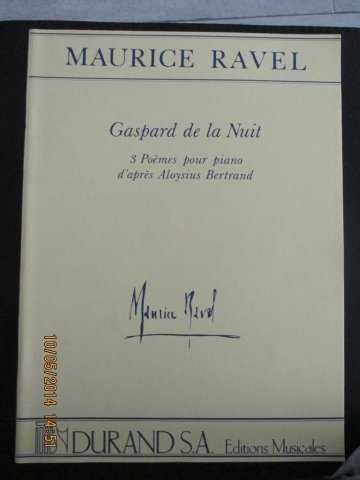 MAURICE RAVEL
Gaspard de la Nuit
3 Poèmes pour piano
d'après Aloysius Bertrand
Maurice Ravel
DURAND S.A. Editions Musicales
10/05/2014 14:51